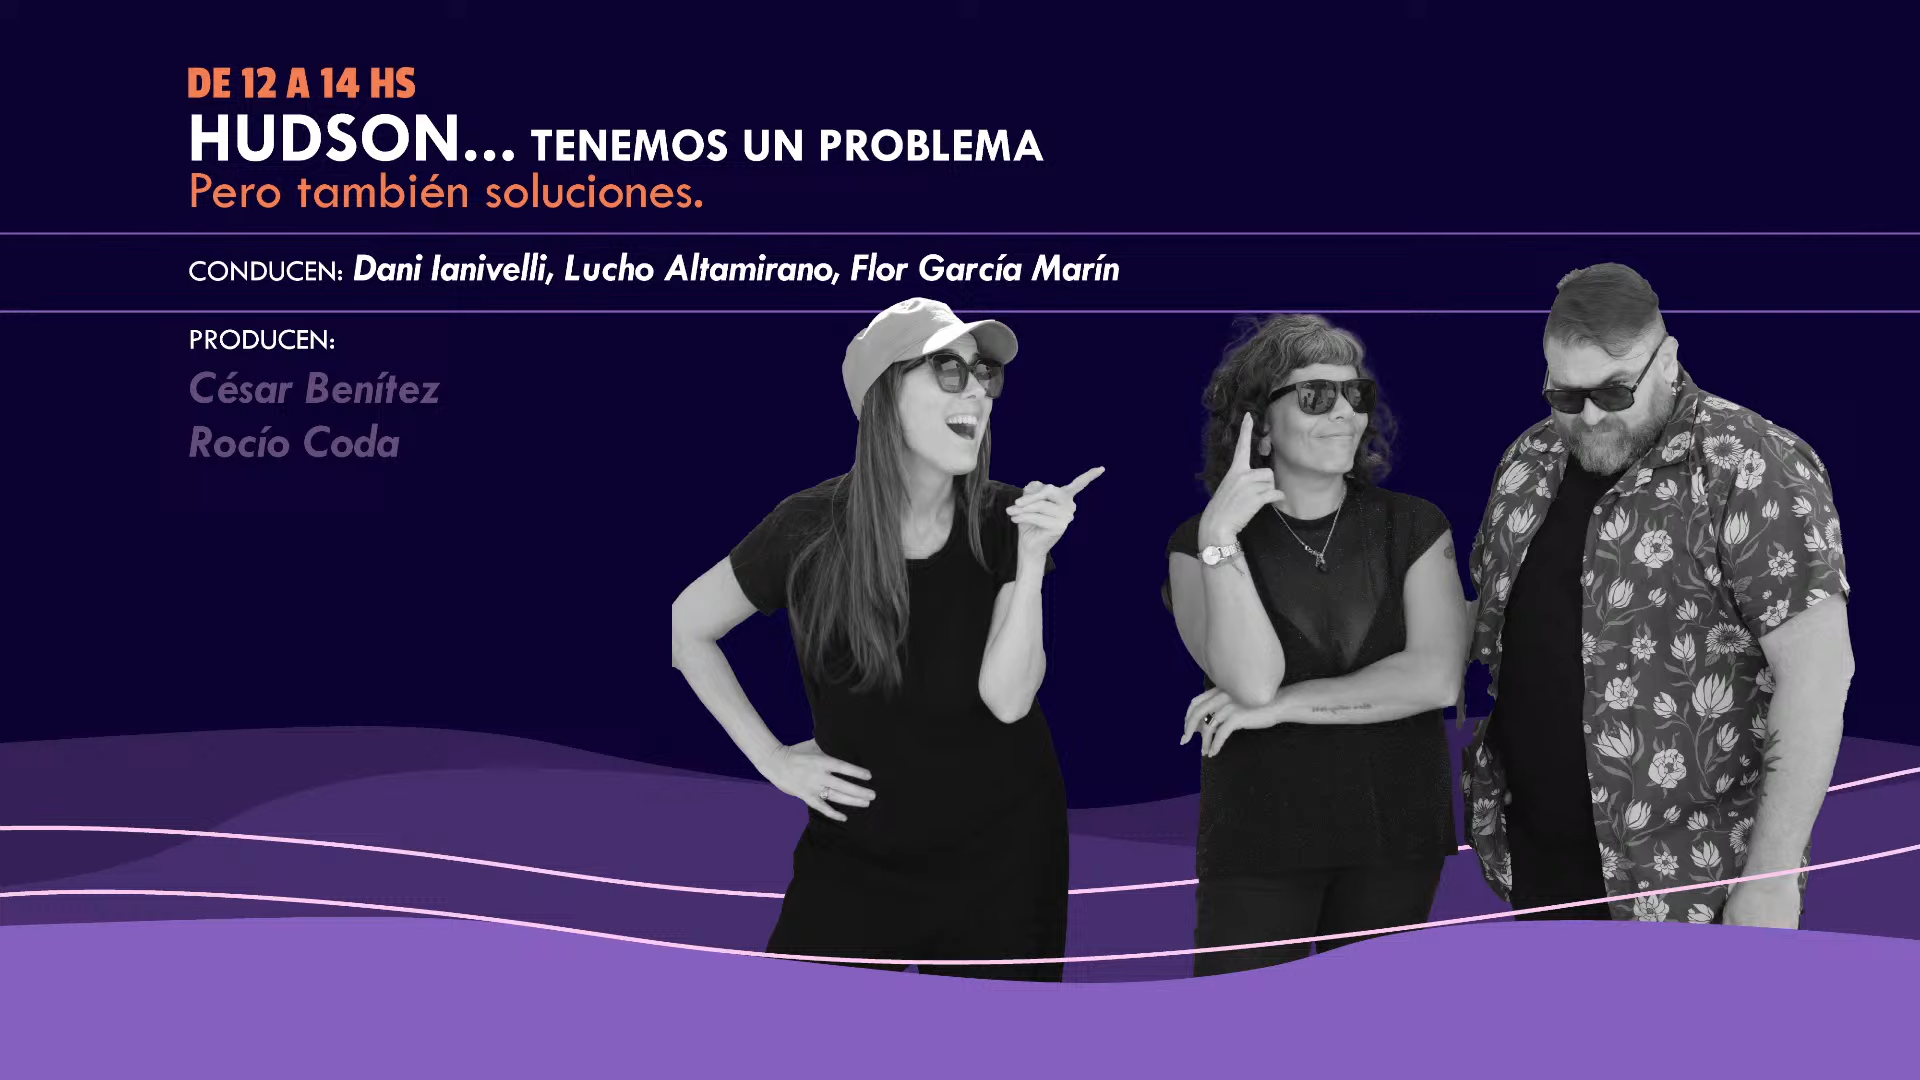 DE 12 A 14 HS
HUDSON... TENEMOS UN PROBLEMA
Pero también soluciones.
CONDUCEN: Dani Ianivelli, Lucho Altamirano, Flor García Marín
PRODUCEN:
César Benítez
Rocío Coda